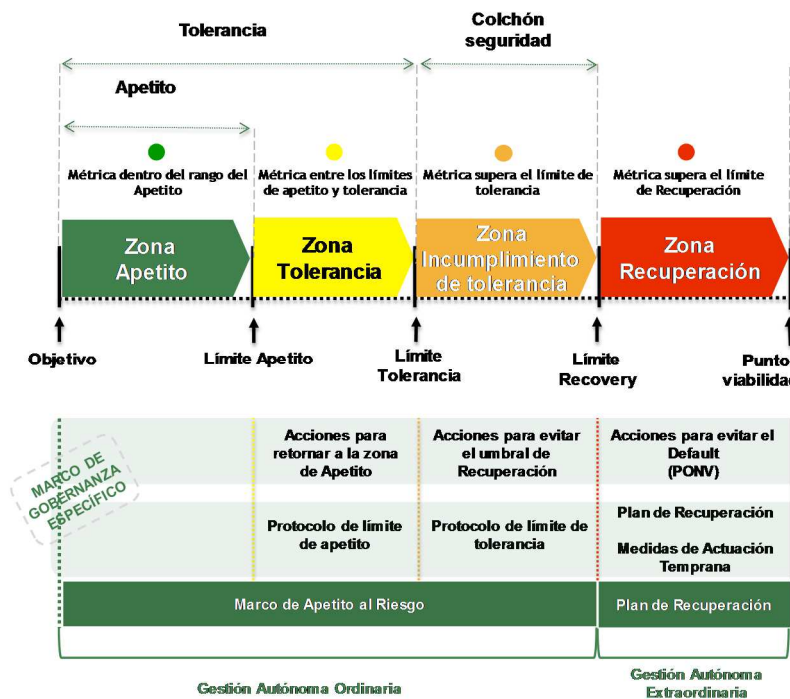 Tolerancia
Colchón
seguridad
Apetito
Métrica dentro del rango del
Apetito
Métrica entre los límites
de apetito y tolerancia
Métrica supera el límite de
tolerancia
Métrica supera el límite
de Recuperación
Zona
Apetito
Zona
Tolerancia
Zona
Incumplimiento
de tolerancia
Zona
Recuperación
Objetivo
Límite Apetito
Límite
Tolerancia
Límite
Recovery
Punto
viabilidad
MARCO DE
GOBERNANZA
ESPECÍFICO
Acciones para
retornar a la zona
de Apetito
Acciones para evitar
el umbral de
Recuperación
Acciones para evitar el
Default
(PONV)
Protocolo de límite
de apetito
Protocolo de límite de
tolerancia
Plan de Recuperación
Medidas de Actuación
Temprana
Marco de Apetito al Riesgo
Plan de Recuperación
Gestión Autónoma Ordinaria
Gestión Autónoma
Extraordinaria